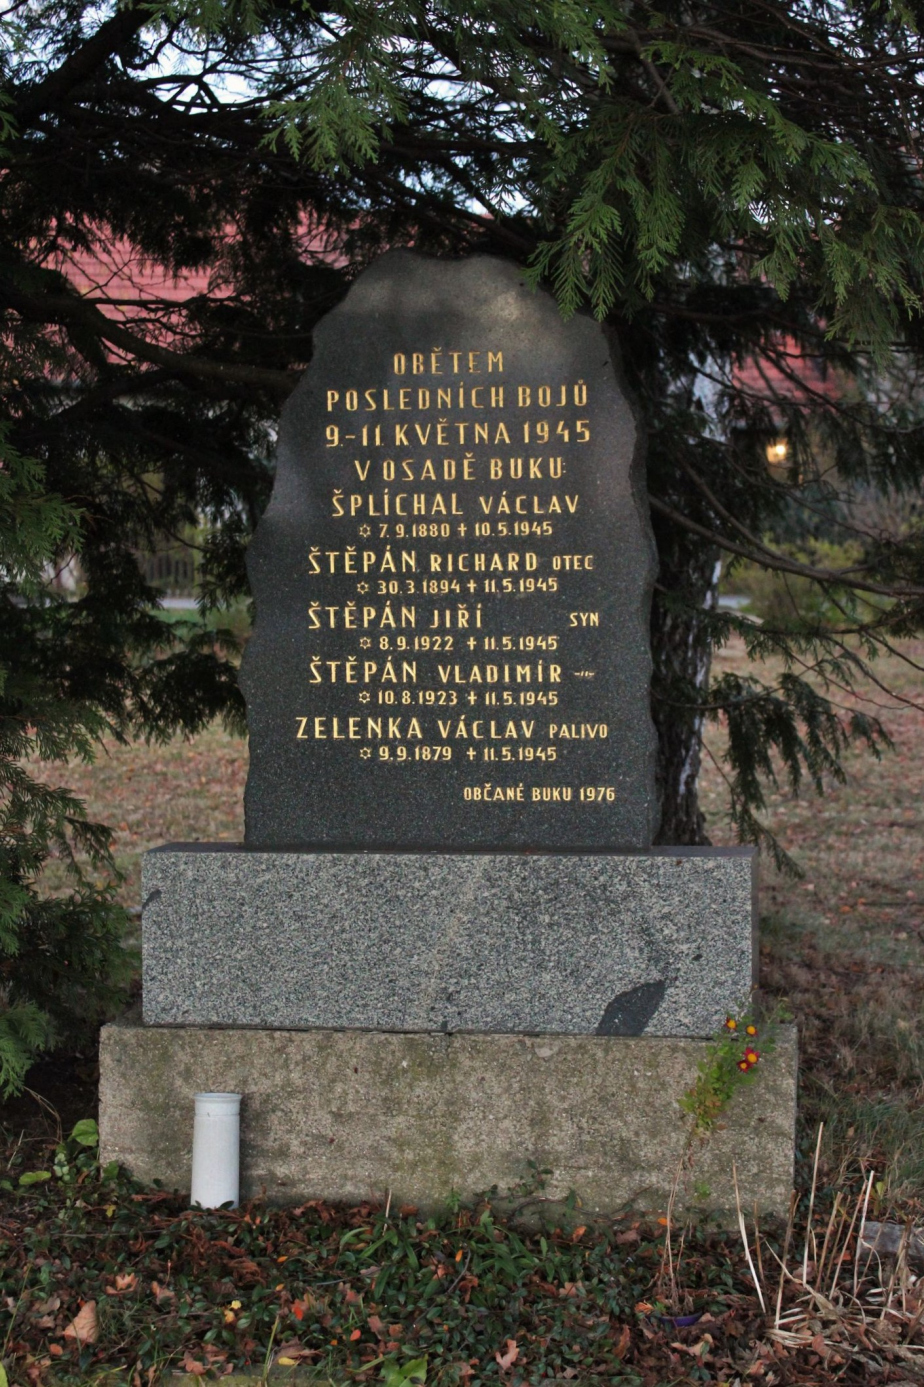 OBĚTEM
POSLEDNÍCH BOJŮ
9.-11. KVĚTNA 1945
V OSADĚ BUKU:
ŠPLÍCHAL VÁCLAV
✡ 7.9.1880 + 10.5.1945
ŠTĚPÁN RICHARD OTEC
✡ 30.3.1894 + 11.5.1945
ŠTĚPÁN JIŘÍ SYN
✡ 8.9.1922 + 11.5.1945
ŠTĚPÁN VLADIMÍR -„-
✡ 10.8.1923 + 11.5.1945
ZELENKA VÁCLAV PALIVO
✡ 9.9.1879 + 11.5.1945
OBČANÉ BUKU 1976